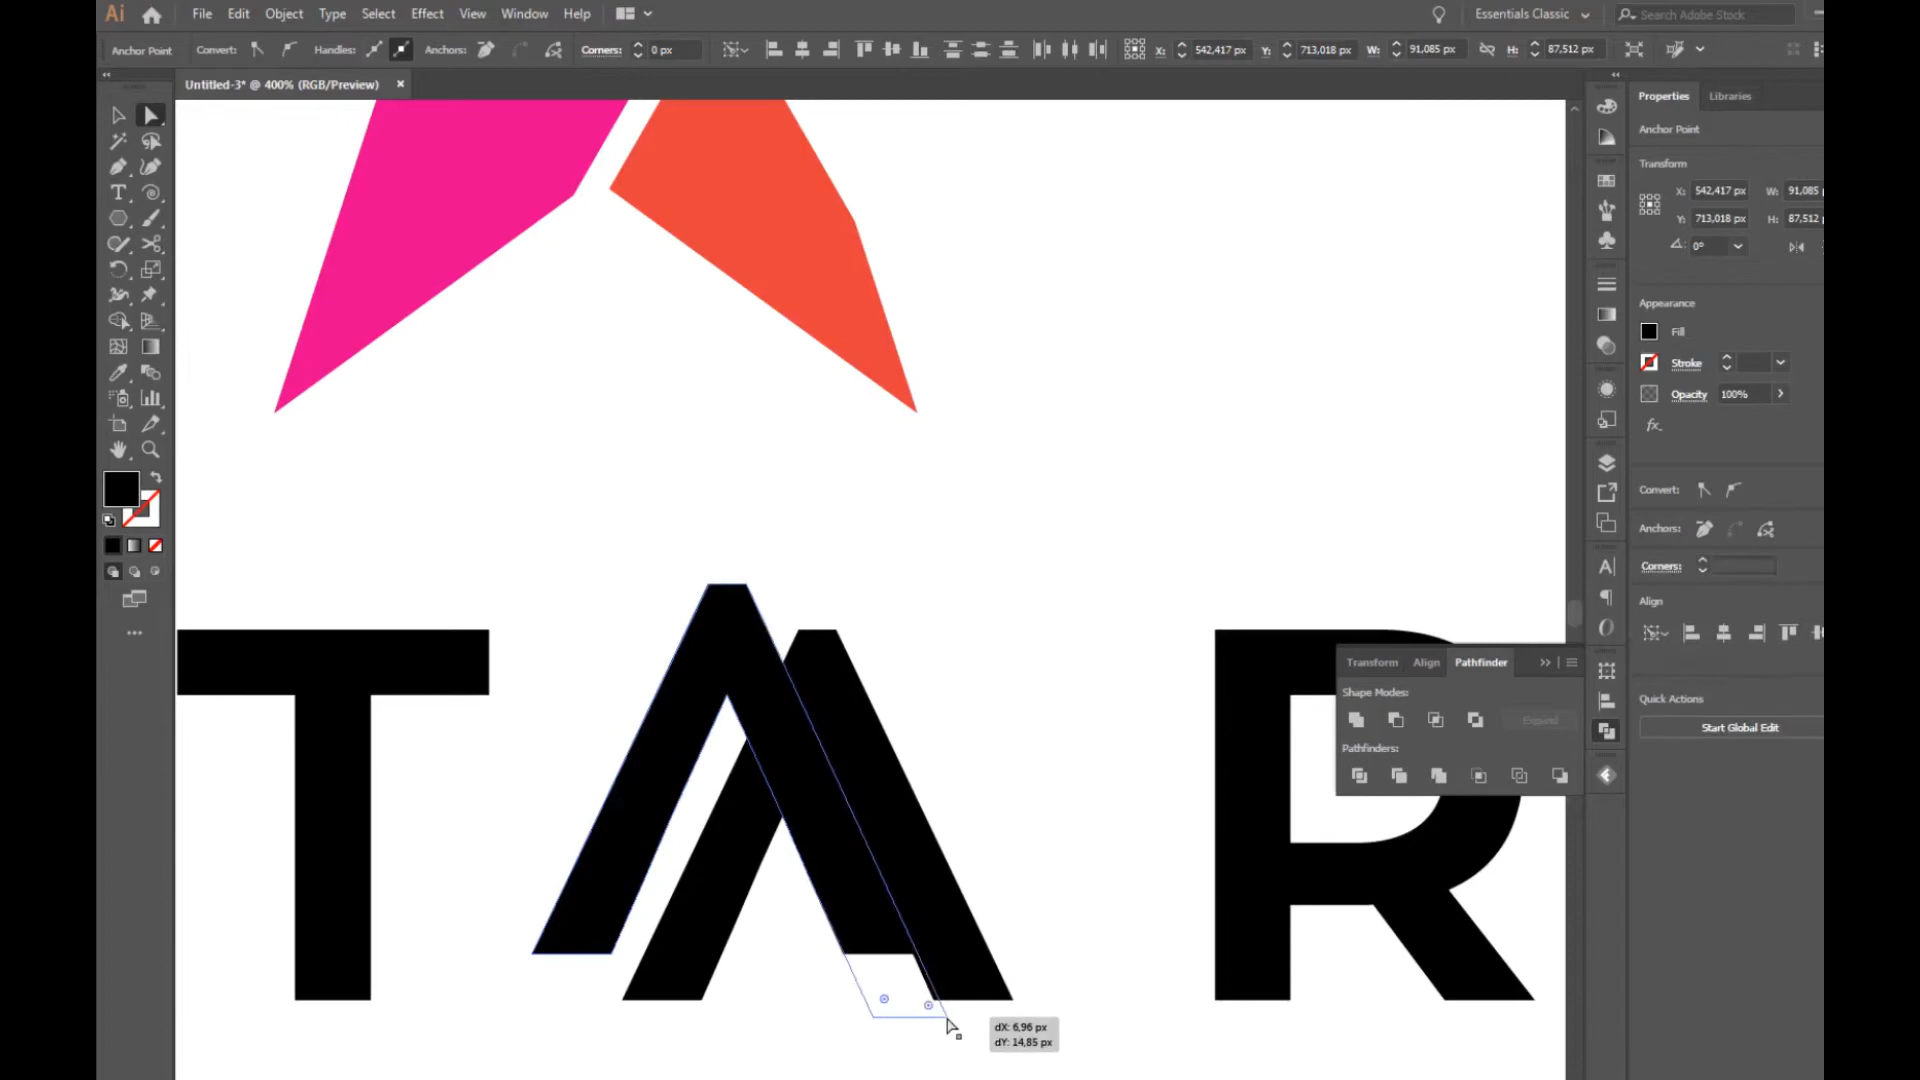 Ai File Edit Object Type Select Effect View Window Help Essentials Classic Search Adobe Stock
Anchor Point Convert: Handles: Anchors: Corners: 0 px X: 542,417 px Y: 713,018 px W: 91,085 px H: 87,512 px
Untitled-3* @ 400% (RGB/Preview) ×
Properties Libraries
Anchor Point
Transform
X: 542,417 px W: 91,085
Y: 713,018 px H: 87,512
0°
Appearance
Fill
Stroke
Opacity 100%
fx.
Convert:
Anchors:
Corners:
Align
Quick Actions
Start Global Edit
Transform Align Pathfinder
Shape Modes:
Expand
Pathfinders:
T A A R
dX: 6,96 px
dY: 14,85 px